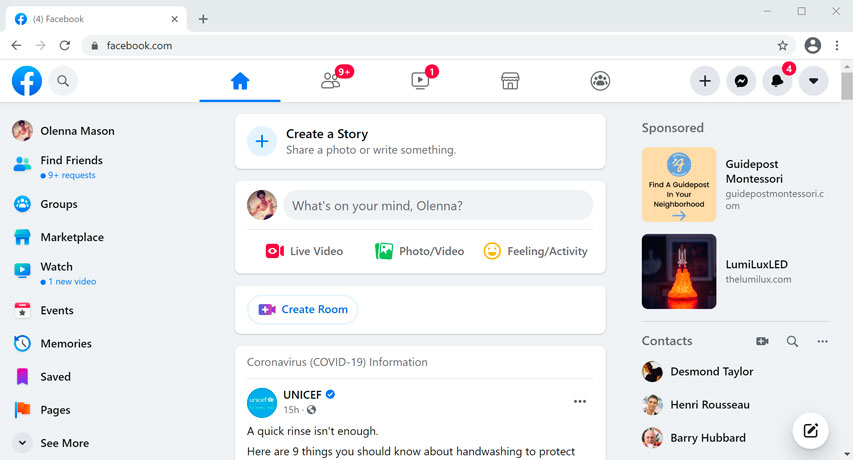 (4) Facebook
facebook.com
9+
1
4
Olenna Mason
Find Friends
9+ requests
Groups
Marketplace
Watch
1 new video
Events
Memories
Saved
Pages
See More
Create a Story
Share a photo or write something.
What's on your mind, Olenna?
Live Video
Photo/Video
Feeling/Activity
Create Room
Coronavirus (COVID-19) Information
unicef
UNICEF
15h ·
A quick rinse isn't enough.
Here are 9 things you should know about handwashing to protect
Sponsored
Find A Guidepost
In Your
Neighborhood
Guidepost
Montessori
guidepostmontessori.c
om
LumiLuxLED
thelumilux.com
Contacts
Desmond Taylor
Henri Rousseau
Barry Hubbard